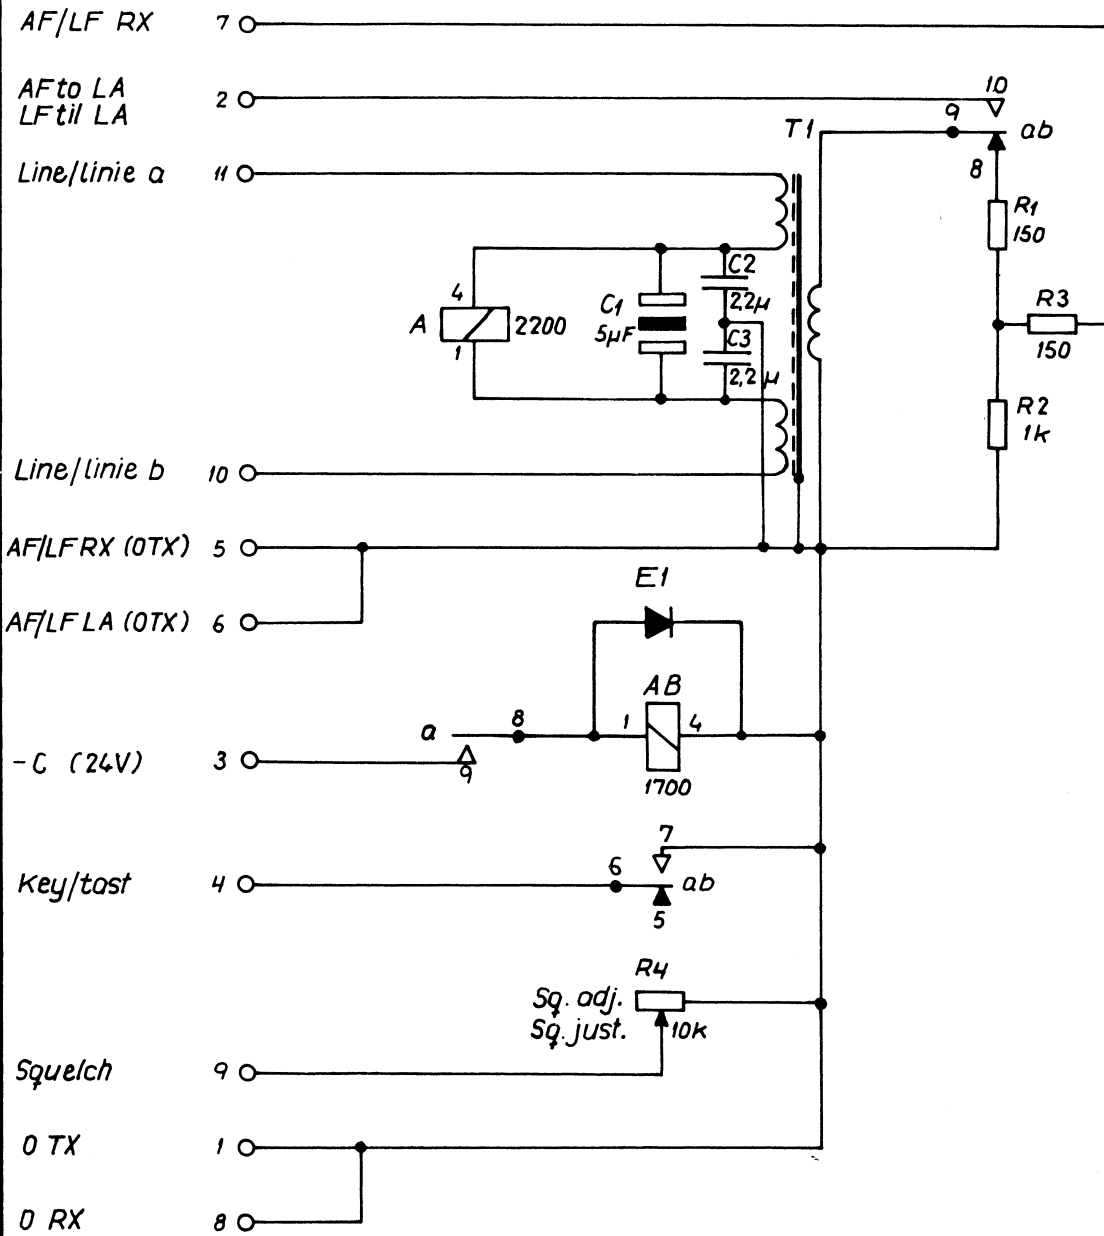 AF/LF RX 7
AF to LA
LF til LA 2
10
9
T1
ab
Line/linie a 11
8
R1
150
C2
2,2µ
4
C1
5µF
A
2200
R3
150
C3
1
2,2 µ
R2
1k
Line/linie b 10
AF/LF RX (0TX) 5
E1
AF/LF LA (0TX) 6
AB
8
1
4
a
-C (24V) 3
9
1700
7
6
Key/tast 4
ab
5
R4
Sq. adj.
Sq. just.
10k
Squelch 9
0 TX 1
0 RX 8